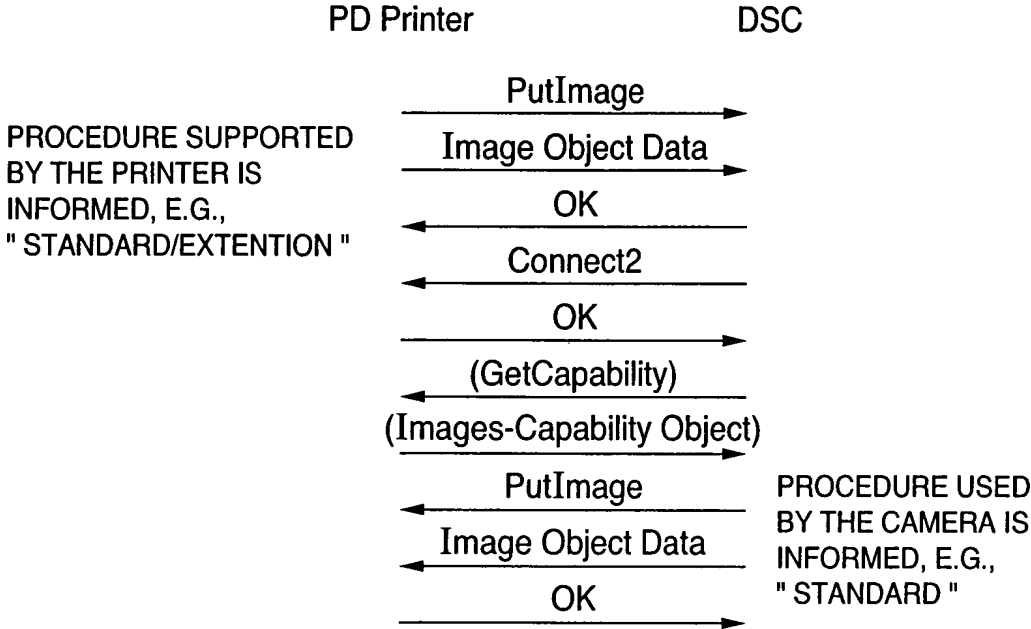 PD Printer DSC
PutImage
PROCEDURE SUPPORTED
BY THE PRINTER IS
INFORMED, E.G.,
" STANDARD/EXTENTION "
Image Object Data
OK
Connect2
OK
(GetCapability)
(Images-Capability Object)
PutImage
PROCEDURE USED
BY THE CAMERA IS
INFORMED, E.G.,
" STANDARD "
Image Object Data
OK